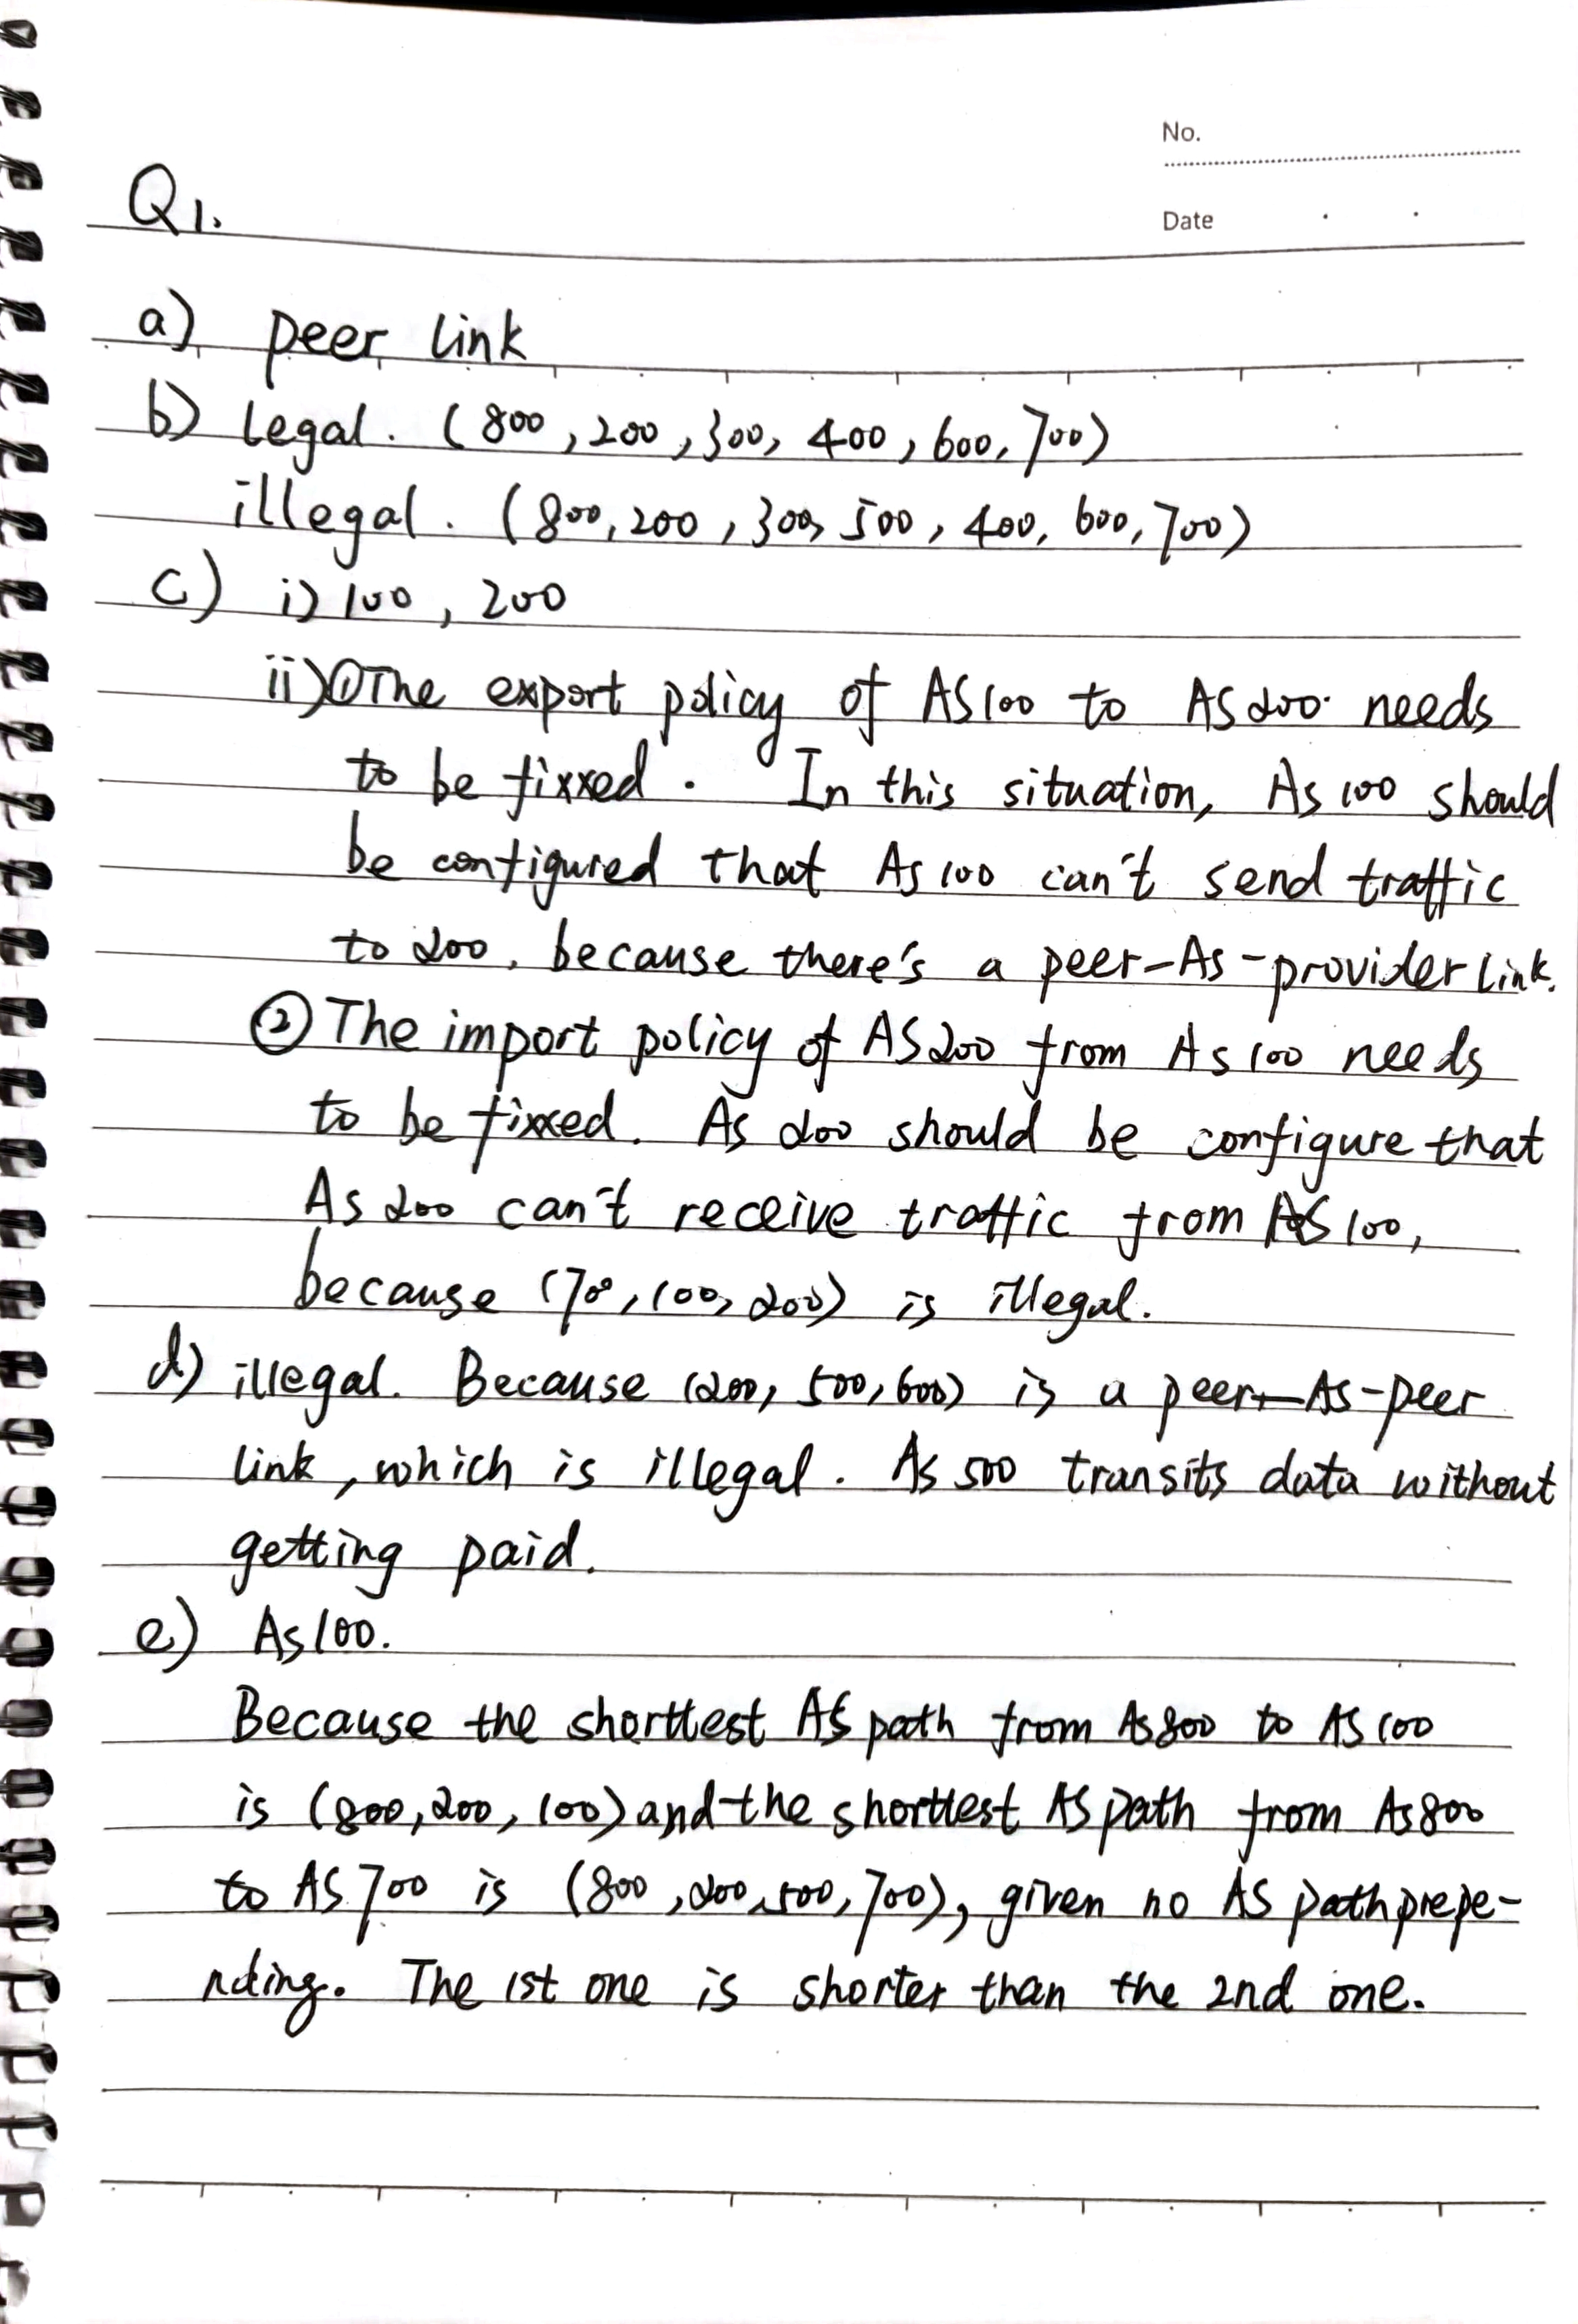 No.
Date
Q1.
a) peer link
b) legal. (800, 200, 300, 400, 600, 700)
illegal. (800, 200, 300, 500, 400, 600, 700)
c) i) 100, 200
ii) ① The export policy of AS100 to AS200 needs
to be fixxed. In this situation, As 100 should
be configured that As 100 can't send traffic
to 200, because there's a peer-As-provider link.
② The import policy of AS200 from As 100 needs
to be fixxed. As 200 should be configure that
As 200 can't receive traffic from AS 100,
because (700, 100, 200) is illegal.
d) illegal. Because (200, 500, 600) is a peer-As-peer
link, which is illegal. As 500 transits data without
getting paid.
e) As100.
Because the shorttest AS path from As800 to AS100
is (800, 200, 100) and the shorttest AS path from As800
to AS 700 is (800, 200, 500, 700), given no AS path prepe-
nding. The 1st one is shorter than the 2nd one.